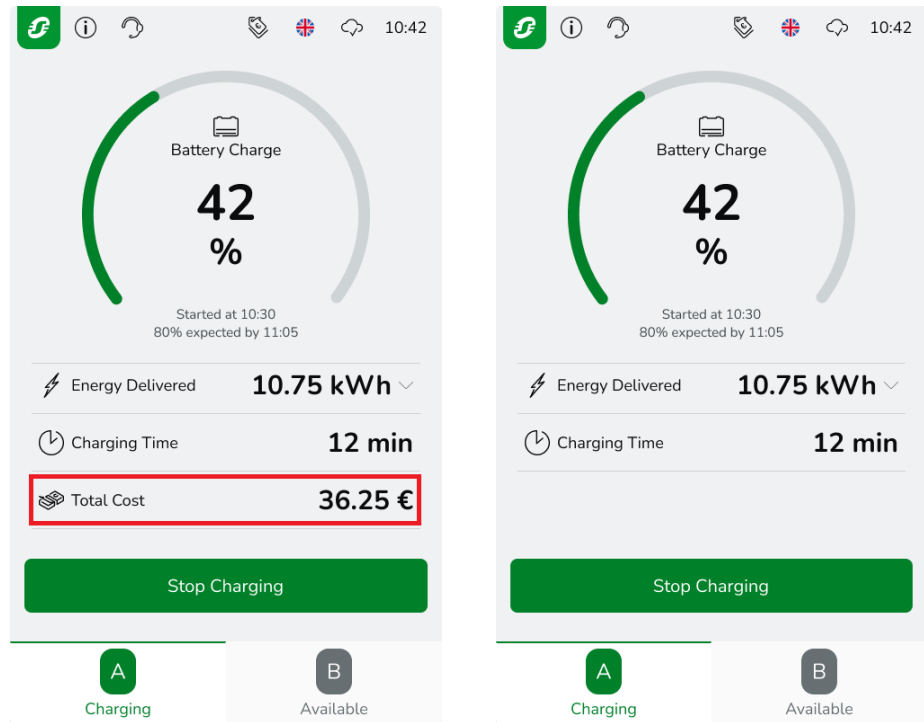 10:42
Battery Charge
42
%
Started at 10:30
80% expected by 11:05
Energy Delivered 10.75 kWh
Charging Time 12 min
Total Cost 36.25 €
Stop Charging
A
Charging
B
Available
10:42
Battery Charge
42
%
Started at 10:30
80% expected by 11:05
Energy Delivered 10.75 kWh
Charging Time 12 min
Stop Charging
A
Charging
B
Available